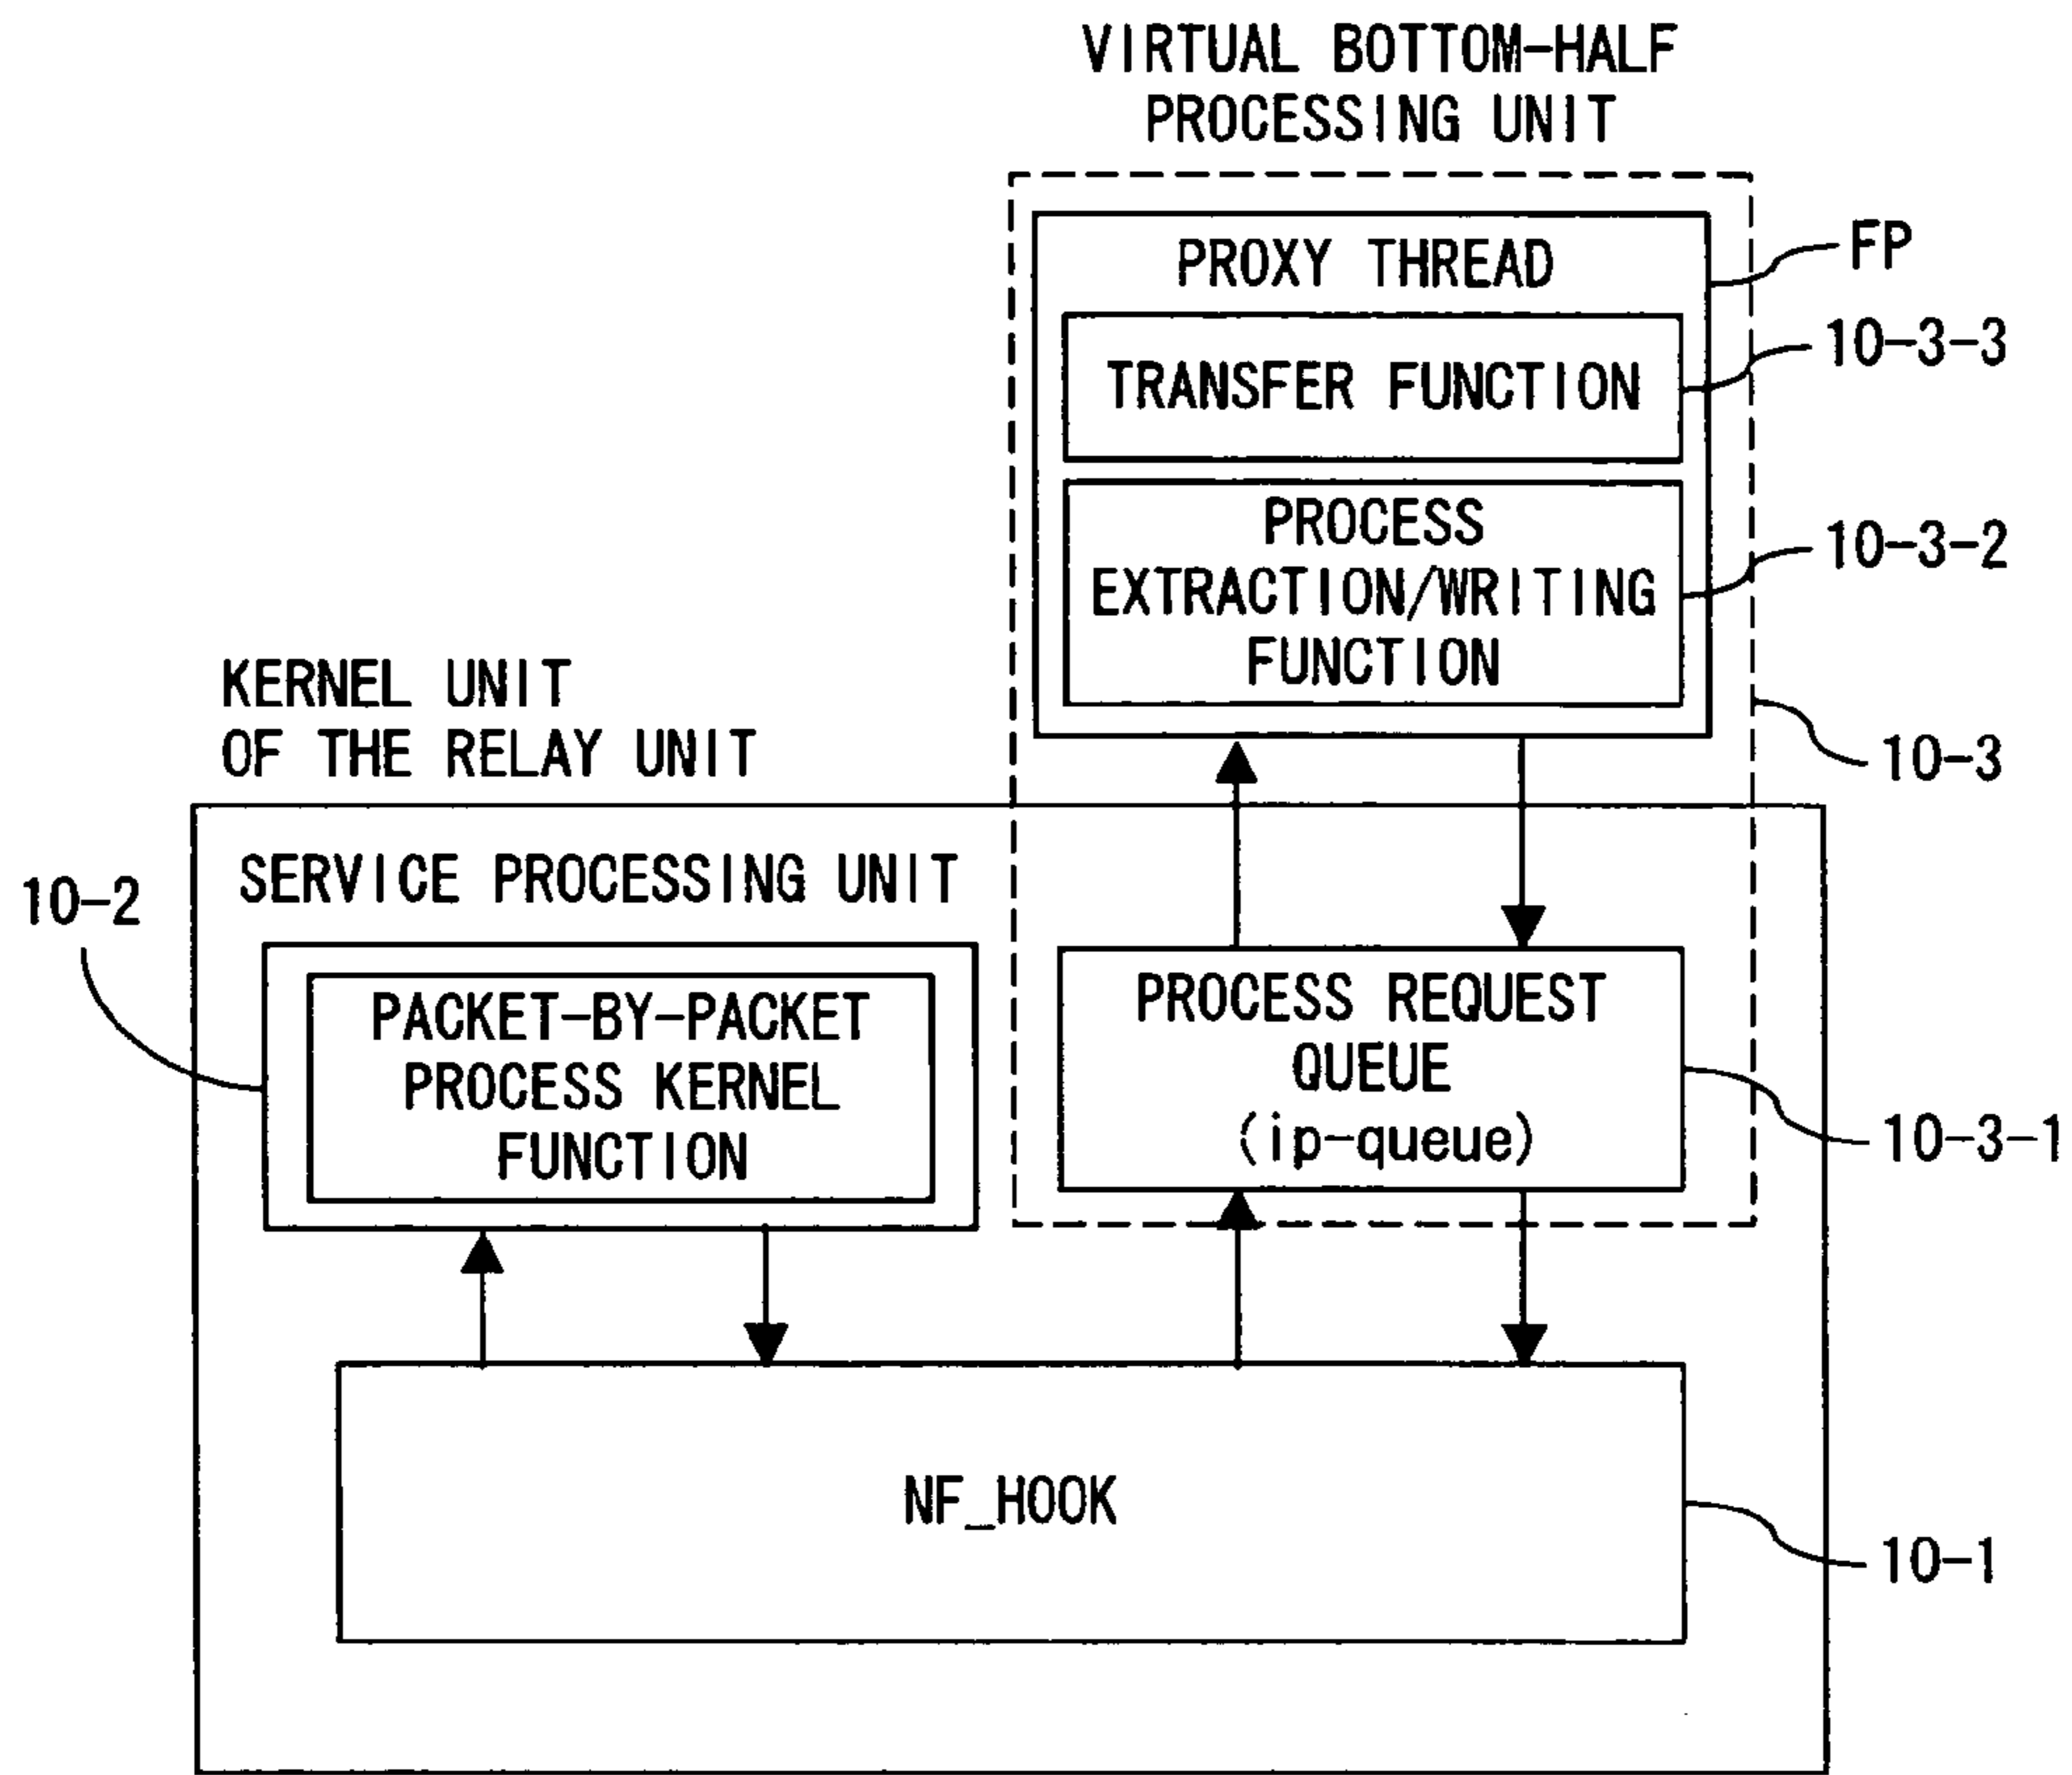 VIRTUAL BOTTOM-HALF
PROCESSING UNIT
PROXY THREAD
FP
TRANSFER FUNCTION
10-3-3
PROCESS
EXTRACTION/WRITING
FUNCTION
10-3-2
KERNEL UNIT
OF THE RELAY UNIT
10-3
SERVICE PROCESSING UNIT
10-2
PACKET-BY-PACKET
PROCESS KERNEL
FUNCTION
PROCESS REQUEST
QUEUE
(ip-queue)
10-3-1
NF_HOOK
10-1